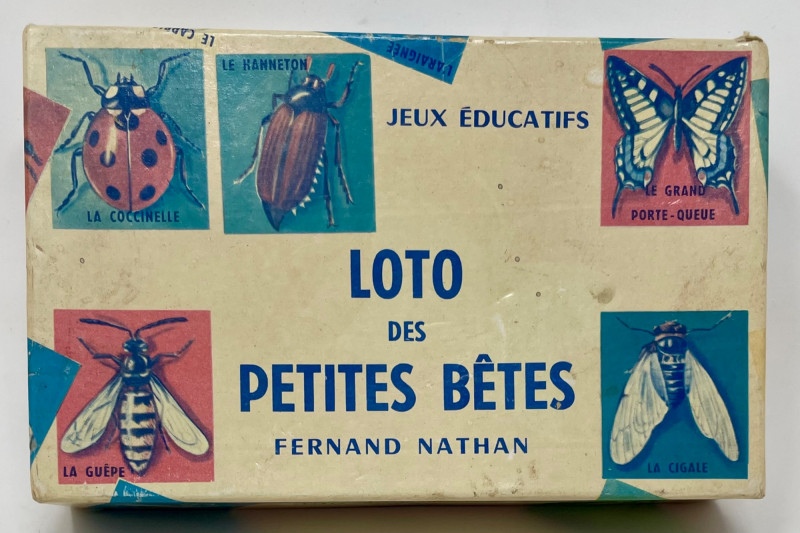 L'ARAIGNÉE
LA COCCINELLE
LE HANNETON
JEUX ÉDUCATIFS
LE GRAND
PORTE-QUEUE
LOTO
DES
PETITES BÊTES
FERNAND NATHAN
LA GUÊPE
LA CIGALE